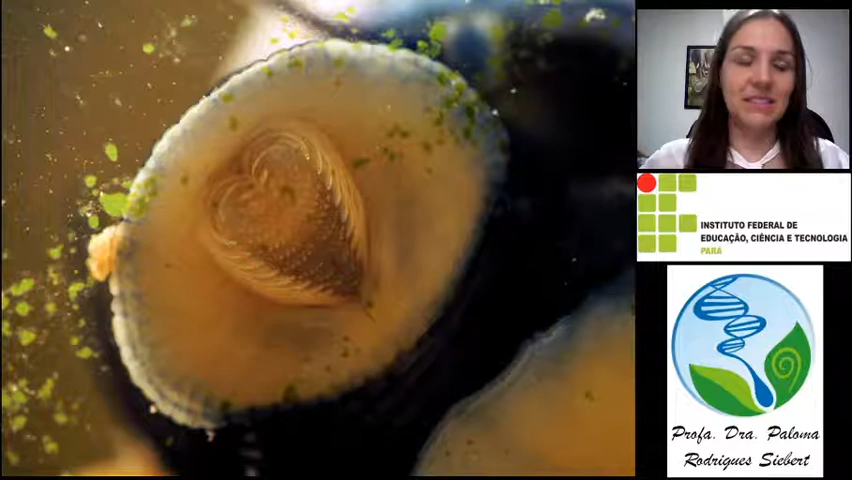 INSTITUTO FEDERAL DE
EDUCAÇÃO, CIÊNCIA E TECNOLOGIA
PARÁ
Profa. Dra. Paloma
Rodrigues Siebert